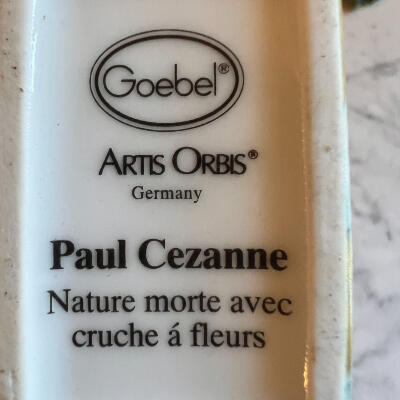 Goebel®
ARTIS ORBIS®
Germany
Paul Cezanne
Nature morte avec
cruche á fleurs